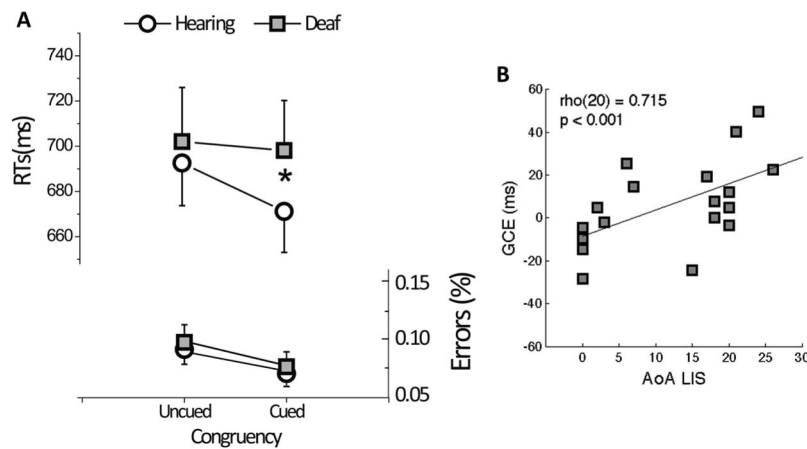 A
Hearing
Deaf
740
720
700
680
660
RTs(ms)
*
0.15
0.10
0.05
Errors (%)
Uncued
Cued
Congruency
B
rho(20) = 0.715
p < 0.001
60
40
20
0
-20
-40
-60
GCE (ms)
0 5 10 15 20 25 30
AoA LIS